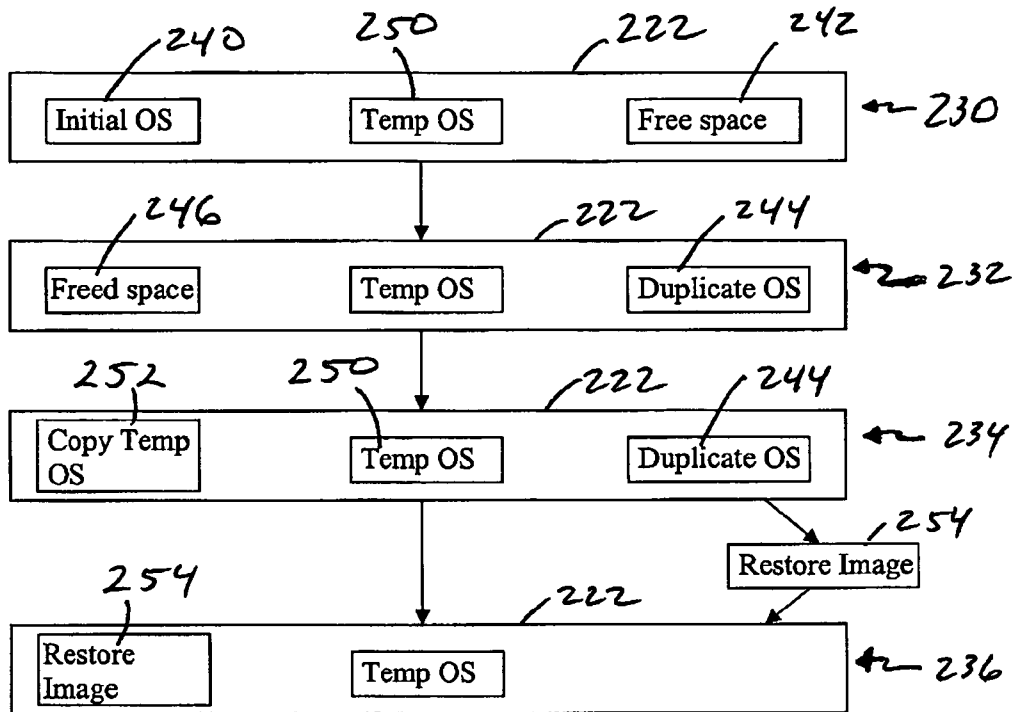 240 250 222 242
Initial OS Temp OS Free space 230
246 222 244
Freed space Temp OS Duplicate OS 232
252 250 222 244
Copy Temp
OS Temp OS Duplicate OS 234
254
Restore Image
254 222
Restore
Image Temp OS 236